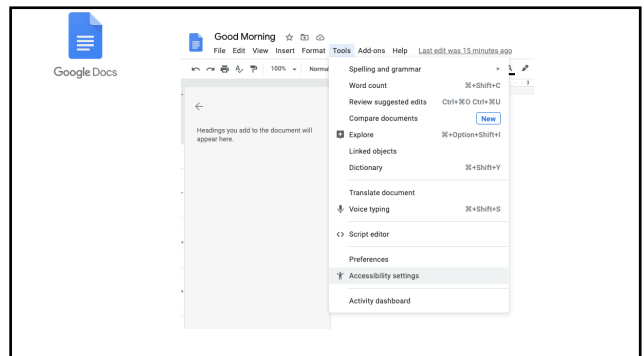 Google Docs
Good Morning
File Edit View Insert Format Tools Add-ons Help Last edit was 15 minutes ago
100% Normal
Headings you add to the document will
appear here.
Spelling and grammar
Word count ⌘+Shift+C
Review suggested edits Ctrl+⌘O Ctrl+⌘U
Compare documents New
Explore ⌘+Option+Shift+I
Linked objects
Dictionary ⌘+Shift+Y
Translate document
Voice typing ⌘+Shift+S
<> Script editor
Preferences
Accessibility settings
Activity dashboard
A
3